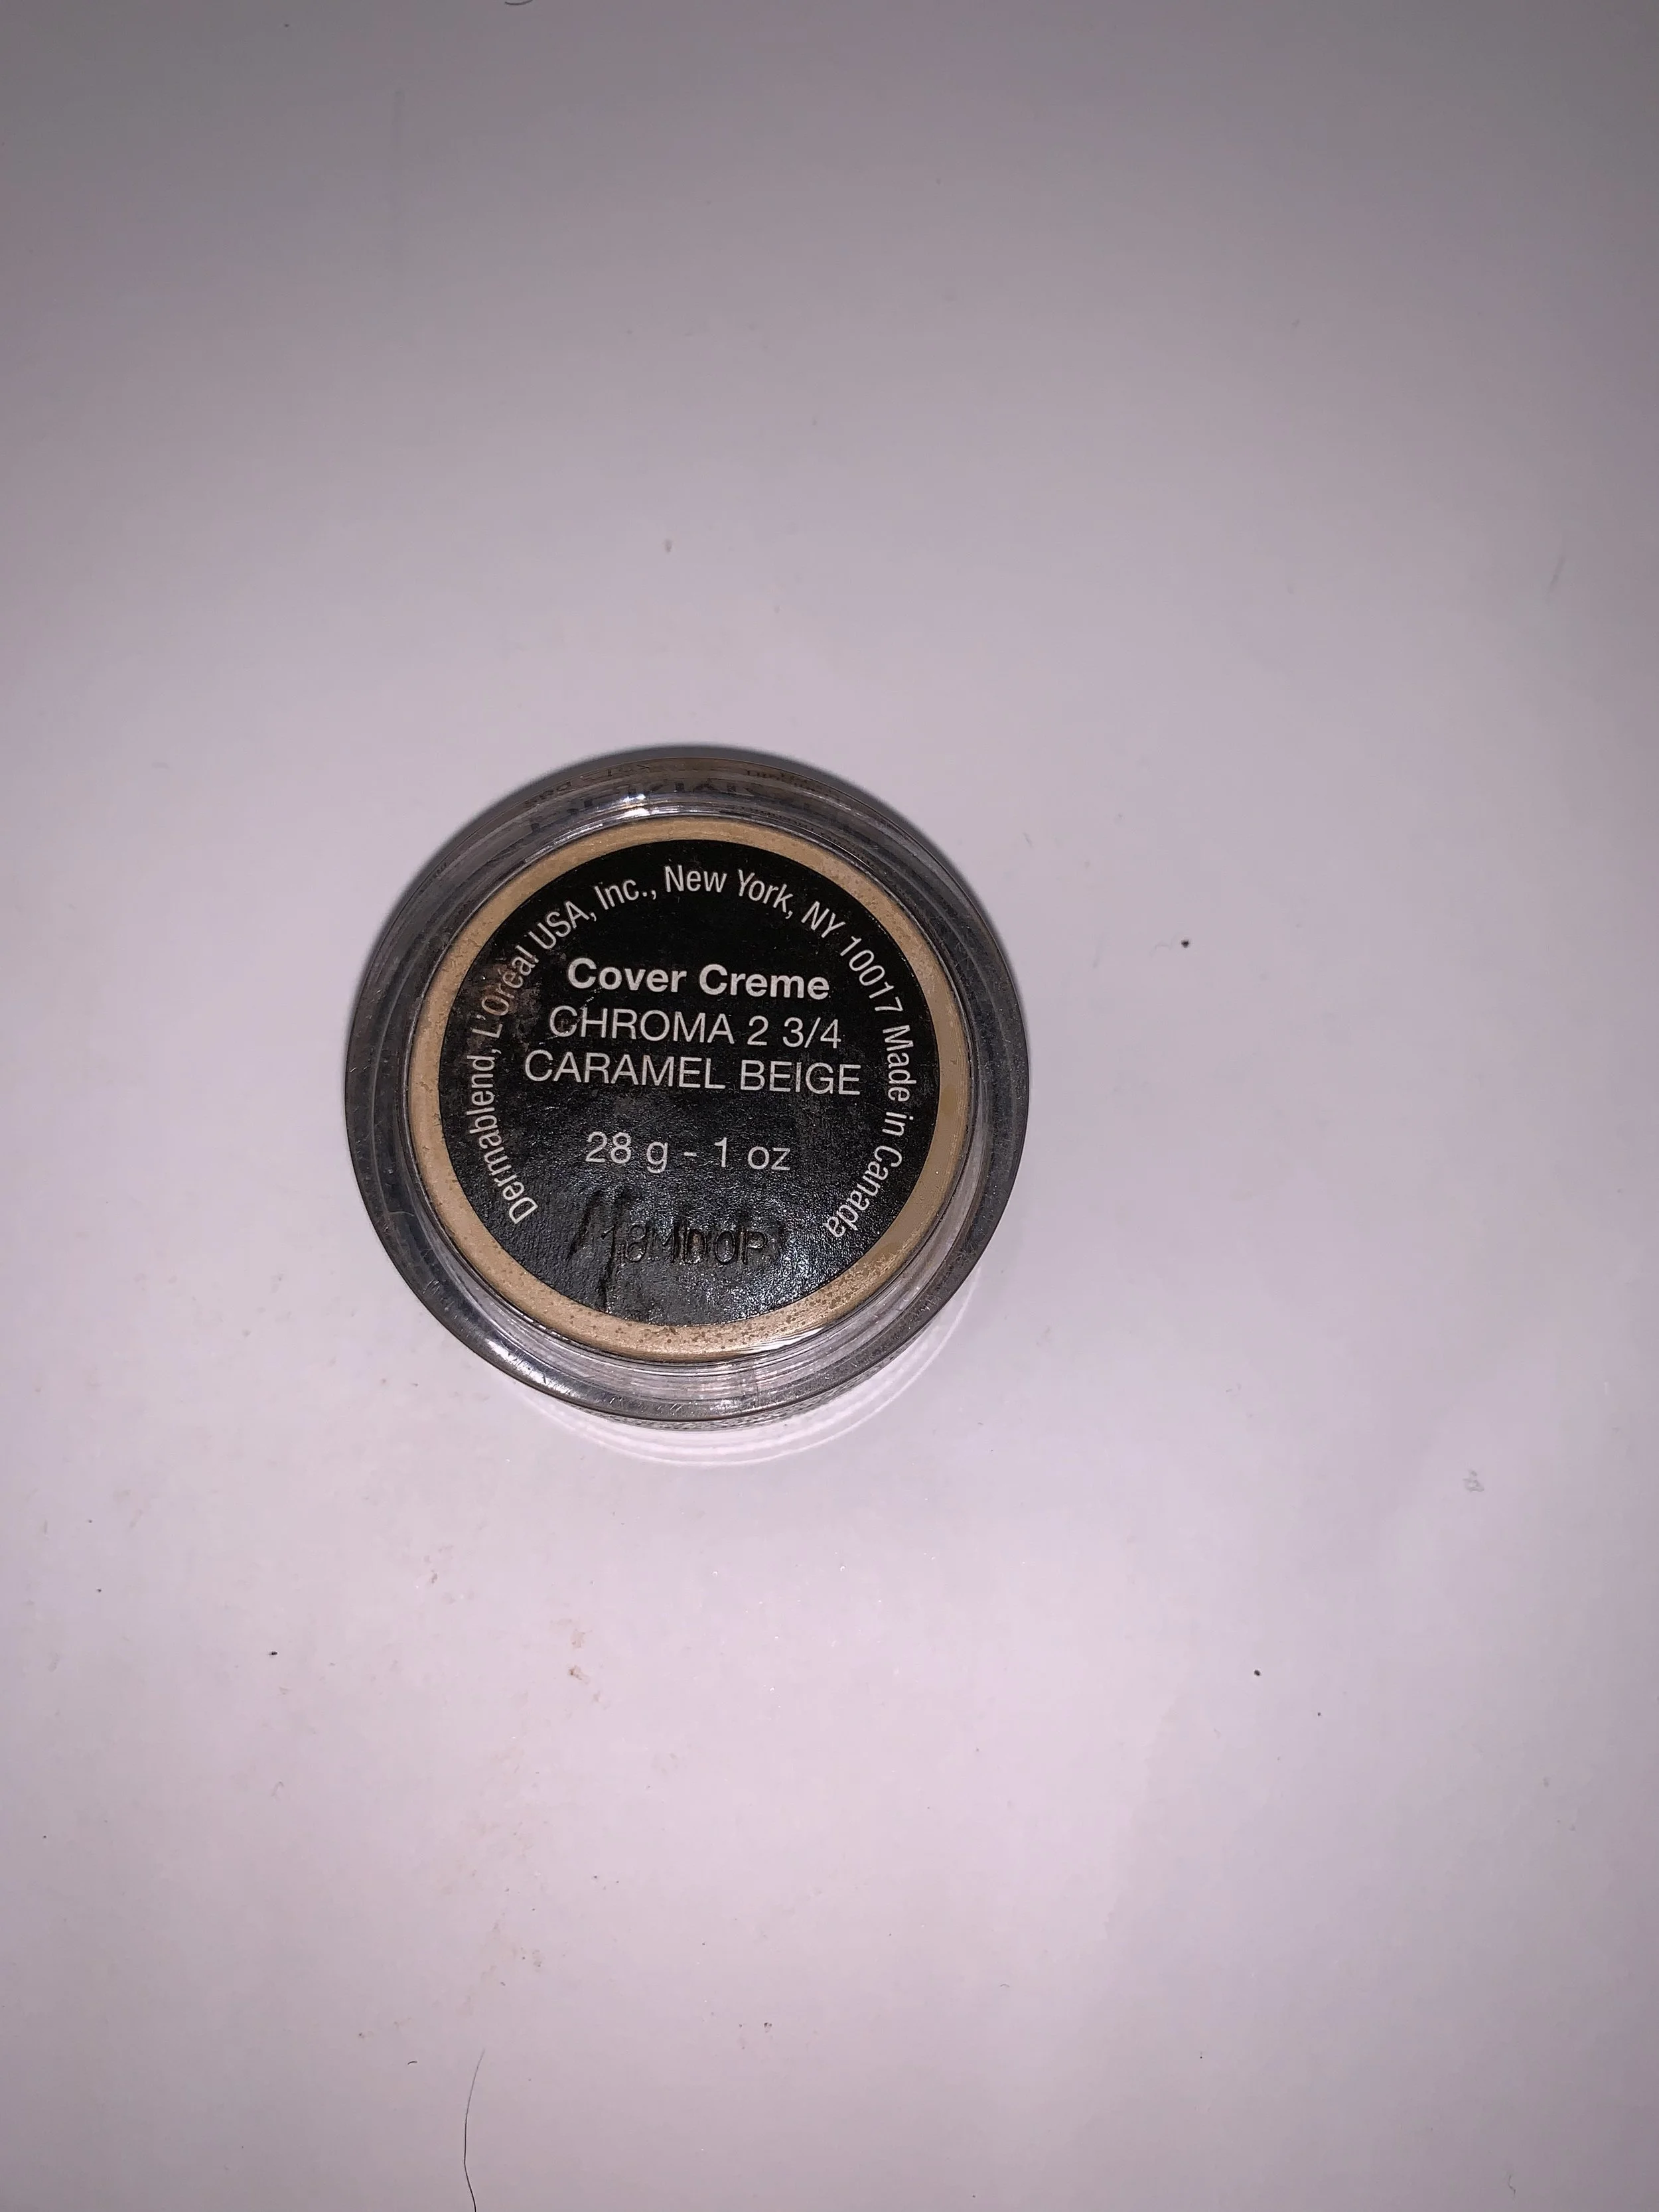 Dermablend, L'Oréal USA, Inc., New York, NY 10017 Made in Canada
Cover Creme
CHROMA 2 3/4
CARAMEL BEIGE
28 g - 1 oz